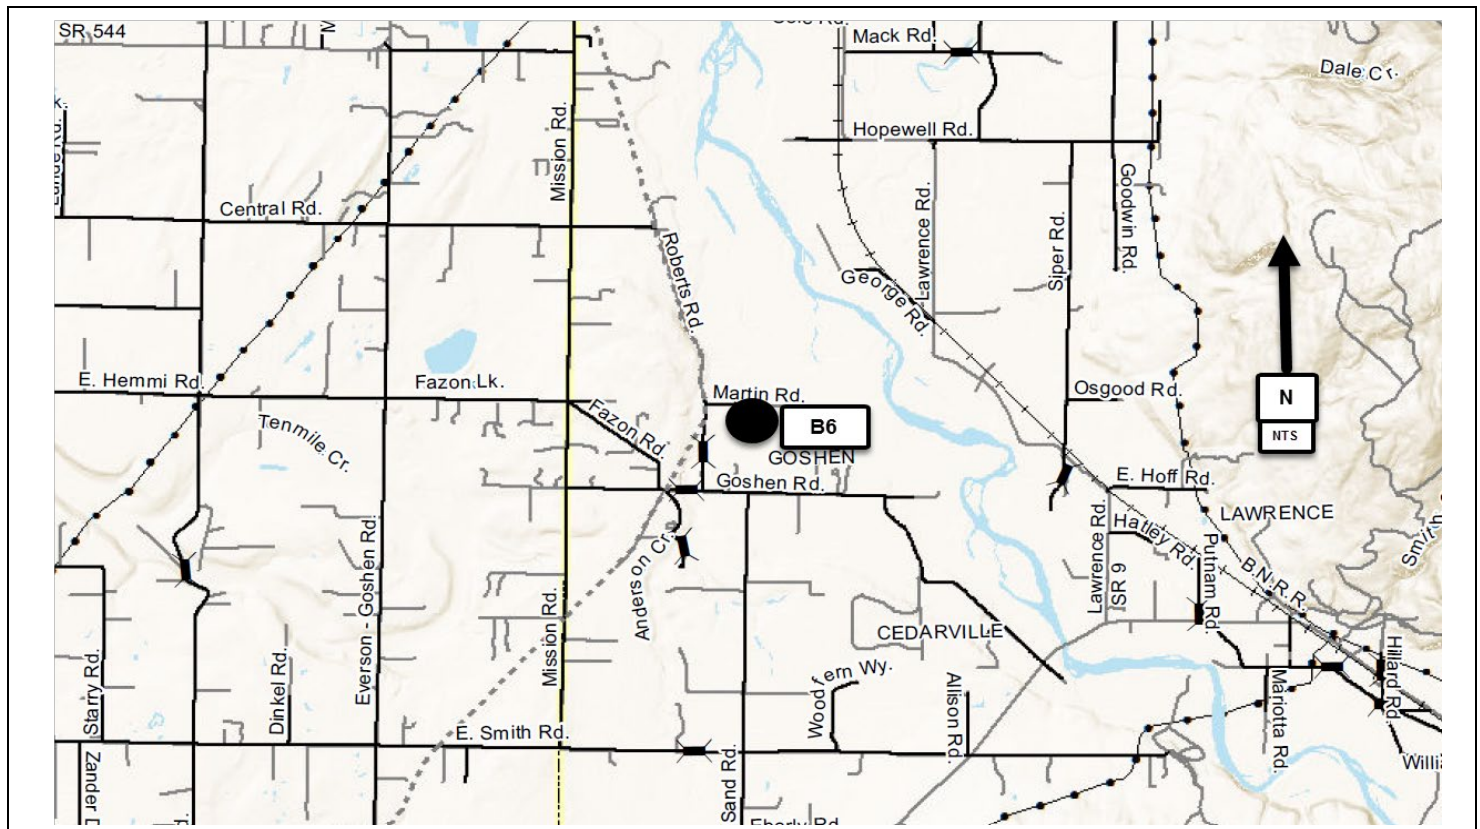 SR 544
Mack Rd.
Dale Cr.
Mission Rd.
Hopewell Rd.
Goodwin Rd.
Central Rd.
Lawrence Rd.
Siper Rd.
Roberts Rd.
George Rd.
E. Hemmi Rd.
Fazon Lk.
Martin Rd.
Osgood Rd.
N
NTS
B6
Fazon Rd.
Tenmile Cr.
GOSHEN
Goshen Rd.
E. Hoff Rd.
LAWRENCE
Hatley Rd.
Lawrence Rd.
SR 9
Putnam Rd.
B.N.R.R.
Everson - Goshen Rd.
Anderson Cr.
Mission Rd.
CEDARVILLE
Hillard Rd.
Starry Rd.
Dinkel Rd.
Woodfern Wy.
Allison Rd.
Mariotta Rd.
E. Smith Rd.
Sand Rd.
Zander